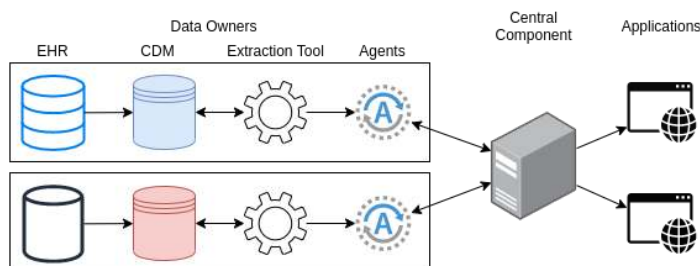 Data Owners
Central
Component
Applications
EHR
CDM
Extraction Tool
Agents
A
A